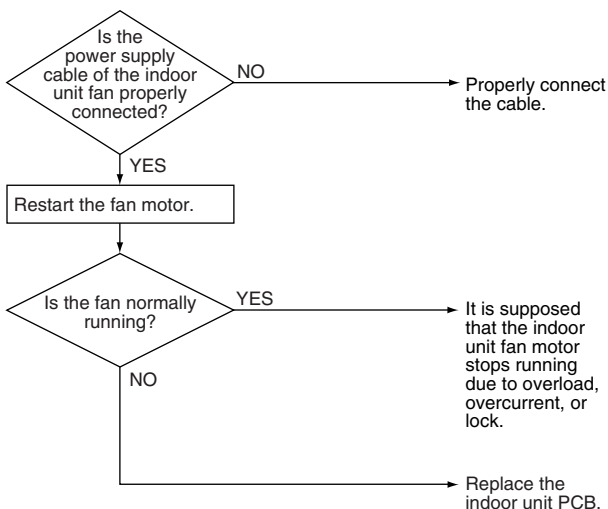 Is the
power supply
cable of the indoor
unit fan properly
connected?
NO
Properly connect
the cable.
YES
Restart the fan motor.
Is the fan normally
running?
YES
It is supposed
that the indoor
unit fan motor
stops running
due to overload,
overcurrent, or
lock.
NO
Replace the
indoor unit PCB.